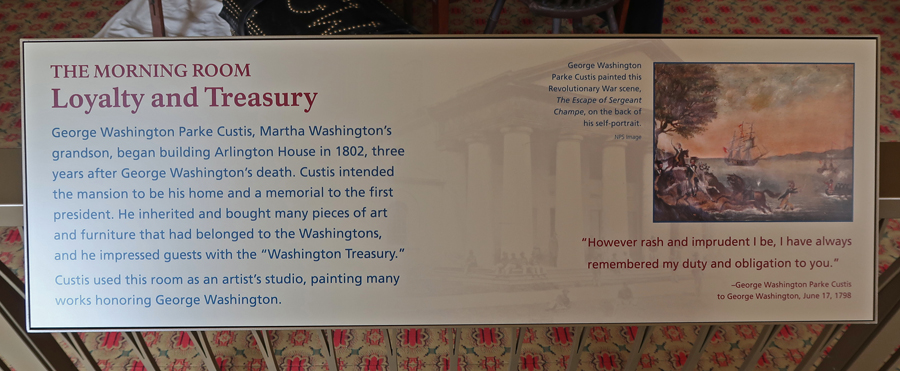 THE MORNING ROOM
Loyalty and Treasury
George Washington Parke Custis, Martha Washington's
grandson, began building Arlington House in 1802, three
years after George Washington's death. Custis intended
the mansion to be his home and a memorial to the first
president. He inherited and bought many pieces of art
and furniture that had belonged to the Washingtons,
and he impressed guests with the “Washington Treasury.”
Custis used this room as an artist's studio, painting many
works honoring George Washington.
George Washington
Parke Custis painted this
Revolutionary War scene,
The Escape of Sergeant
Champe, on the back of
his self-portrait.
NPS Image
“However rash and imprudent I be, I have always
remembered my duty and obligation to you.”
–George Washington Parke Custis
to George Washington, June 17, 1798